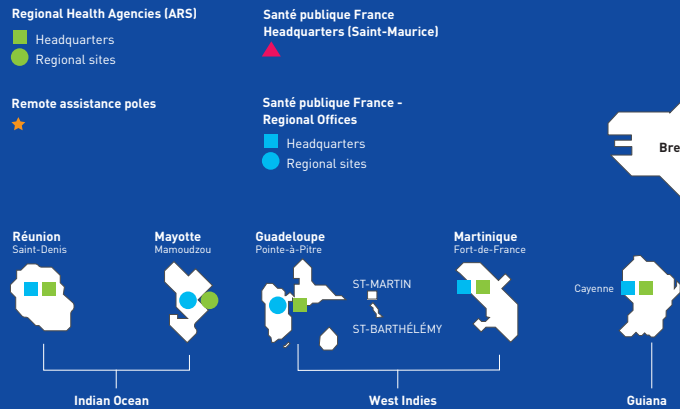 Regional Health Agencies (ARS)
Headquarters
Regional sites
Remote assistance poles
Santé publique France
Headquarters (Saint-Maurice)
Santé publique France -
Regional Offices
Headquarters
Regional sites
Bre
Réunion
Saint-Denis
Mayotte
Mamoudzou
Guadeloupe
Pointe-à-Pitre
ST-MARTIN
ST-BARTHÉLÉMY
Martinique
Fort-de-France
Cayenne
Indian Ocean
West Indies
Guiana